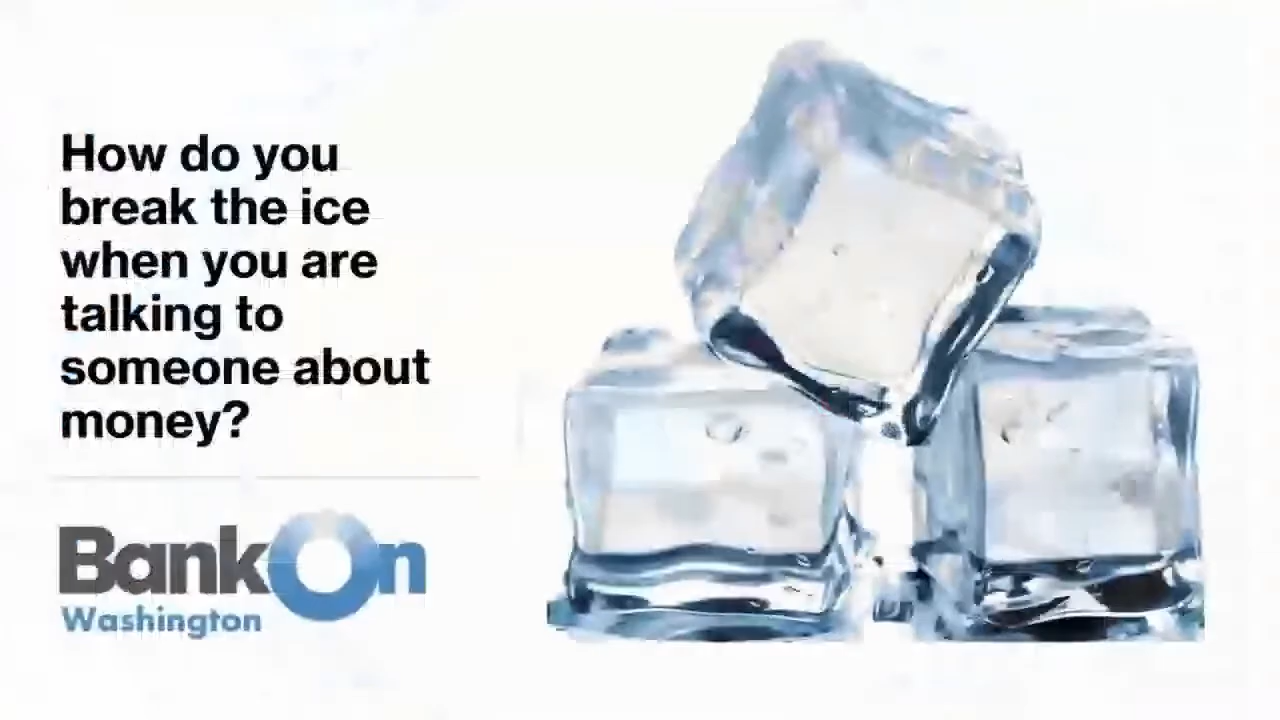 How do you
break the ice
when you are
talking to
someone about
money?
BankOn
Washington